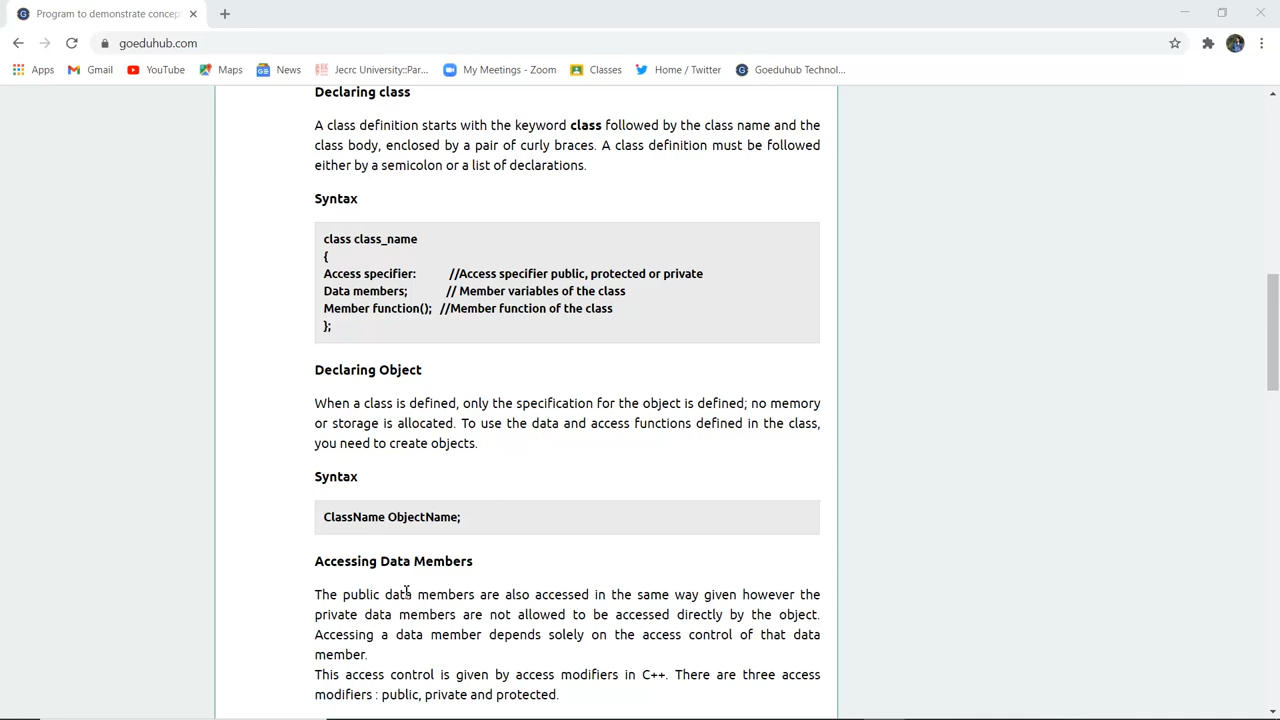 Program to demonstrate concep
goeduhub.com
Apps Gmail YouTube Maps News Jecrc University::Par... My Meetings - Zoom Classes Home / Twitter Goeduhub Technol...
Declaring class
A class definition starts with the keyword class followed by the class name and the
class body, enclosed by a pair of curly braces. A class definition must be followed
either by a semicolon or a list of declarations.
Syntax
class class_name
{
Access specifier: //Access specifier public, protected or private
Data members; // Member variables of the class
Member function(); //Member function of the class
};
Declaring Object
When a class is defined, only the specification for the object is defined; no memory
or storage is allocated. To use the data and access functions defined in the class,
you need to create objects.
Syntax
ClassName ObjectName;
Accessing Data Members
The public data members are also accessed in the same way given however the
private data members are not allowed to be accessed directly by the object.
Accessing a data member depends solely on the access control of that data
member.
This access control is given by access modifiers in C++. There are three access
modifiers : public, private and protected.